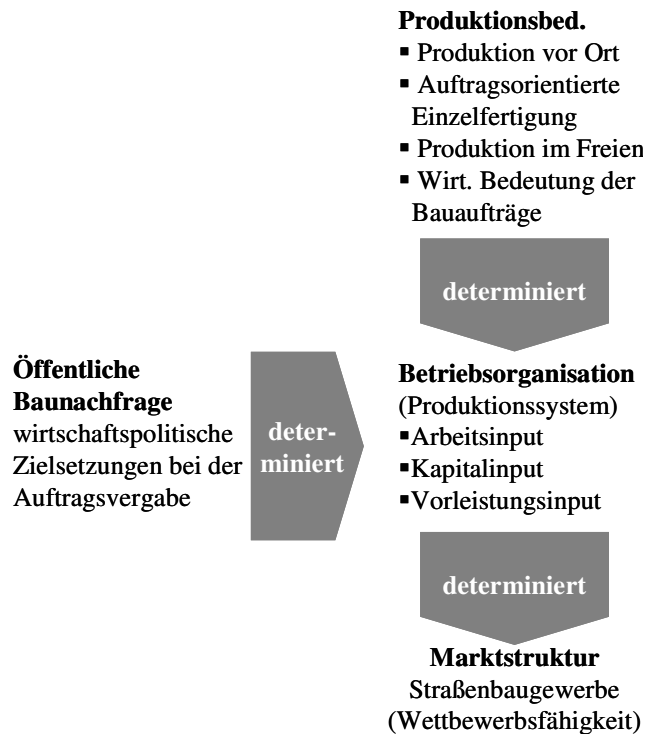 Produktionsbed.
▪ Produktion vor Ort
▪ Auftragsorientierte
Einzelfertigung
▪ Produktion im Freien
▪ Wirt. Bedeutung der
Bauaufträge
determiniert
Öffentliche
Baunachfrage
wirtschaftspolitische
Zielsetzungen bei der
Auftragsvergabe
deter-
miniert
Betriebsorganisation
(Produktionssystem)
▪Arbeitsinput
▪Kapitalinput
▪Vorleistungsinput
determiniert
Marktstruktur
Straßenbaugewerbe
(Wettbewerbsfähigkeit)